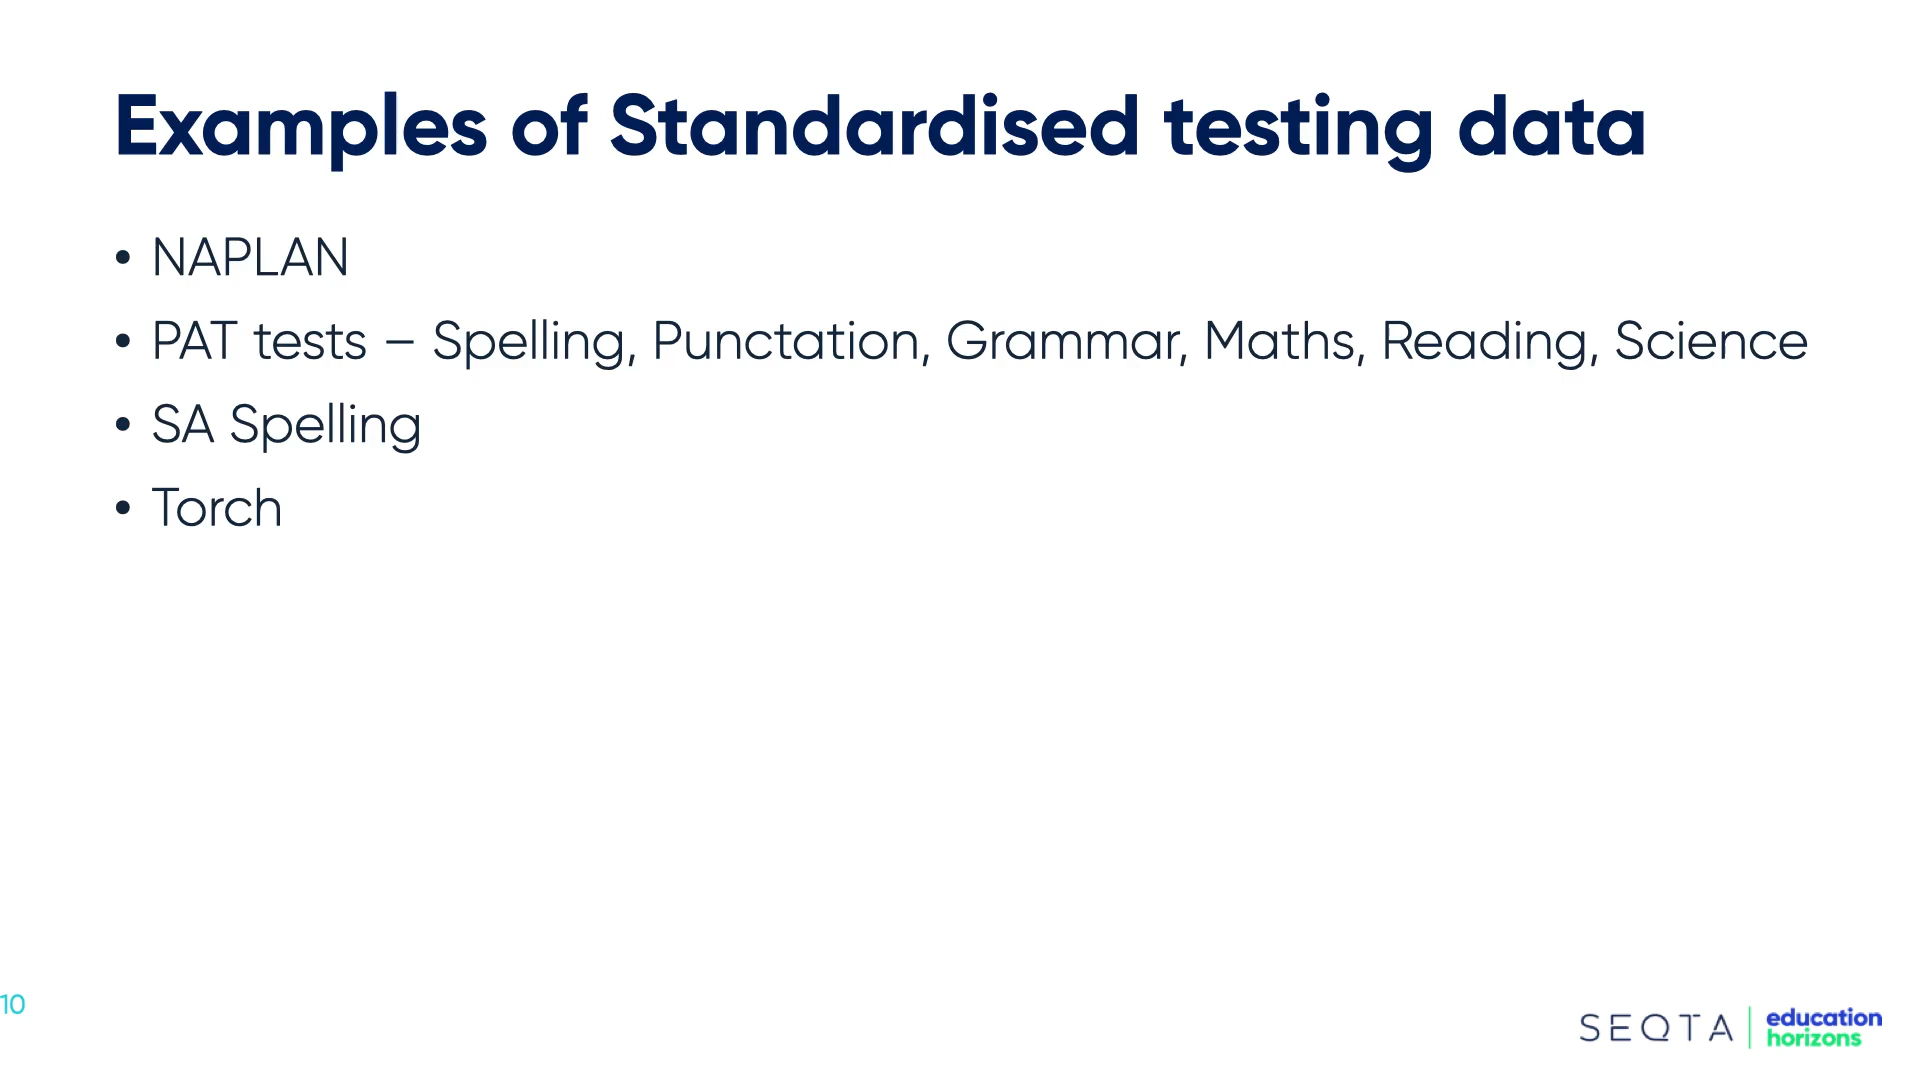 Examples of Standardised testing data
• NAPLAN
• PAT tests – Spelling, Punctation, Grammar, Maths, Reading, Science
• SA Spelling
• Torch
10
SEQTA | education
horizons